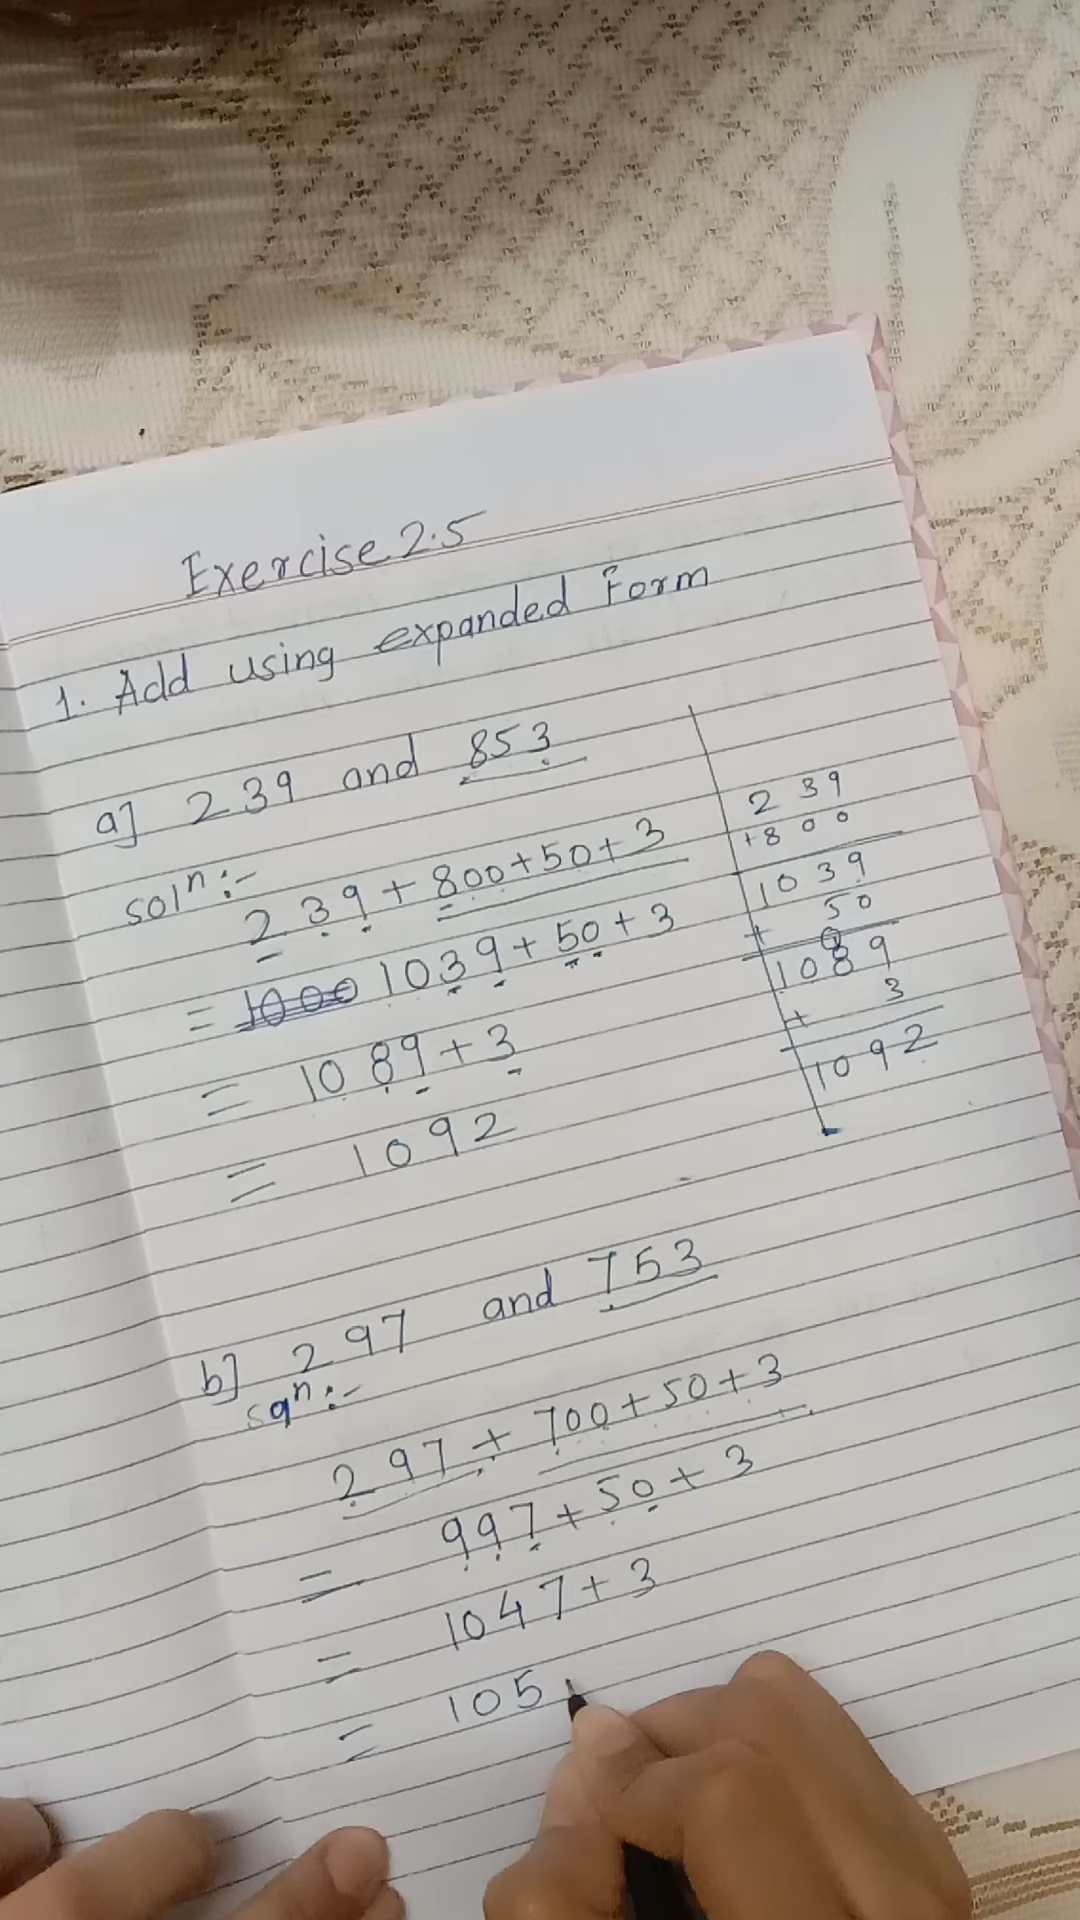 Exercise 2.5
1. Add using expanded Form
a] 239 and 853
Solⁿ:-
239 + 800+50+3
= 1039+50+3
= 1089+3
= 1092
239
+800
1039
+ 50
1089
+ 3
1092
b] 297 and 753
297 + 700+50+3
= 997+50+3
= 1047+3
= 105